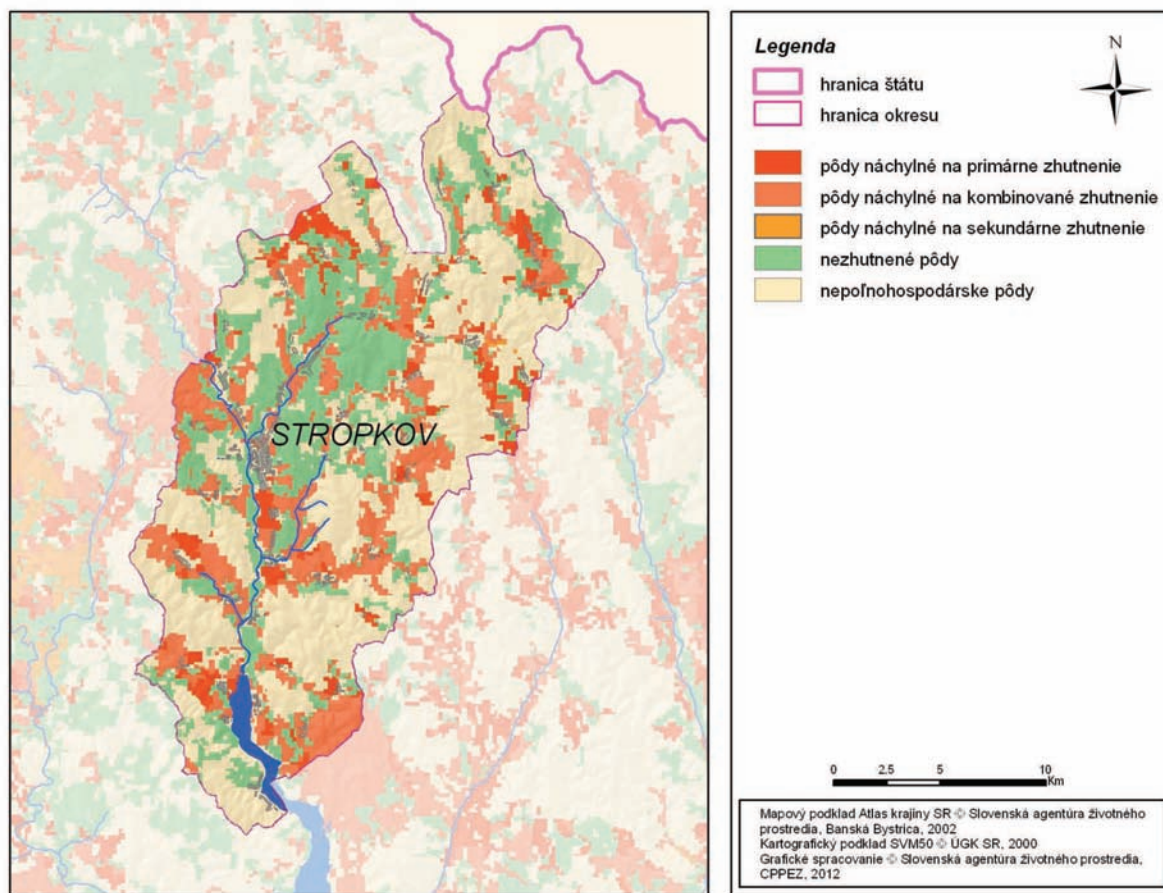 STROPKOV
Legenda
N
hranica štátu
hranica okresu
pôdy náchylné na primárne zhutnenie
pôdy náchylné na kombinované zhutnenie
pôdy náchylné na sekundárne zhutnenie
nezhutnené pôdy
nepoľnohospodárske pôdy
0 2.5 5 10
Km
Mapový podklad Atlas krajiny SR © Slovenská agentúra životného
prostredia, Banská Bystrica, 2002
Kartografický podklad SVM50 © ÚGK SR, 2000
Grafické spracovanie © Slovenská agentúra životného prostredia,
CPPEZ, 2012